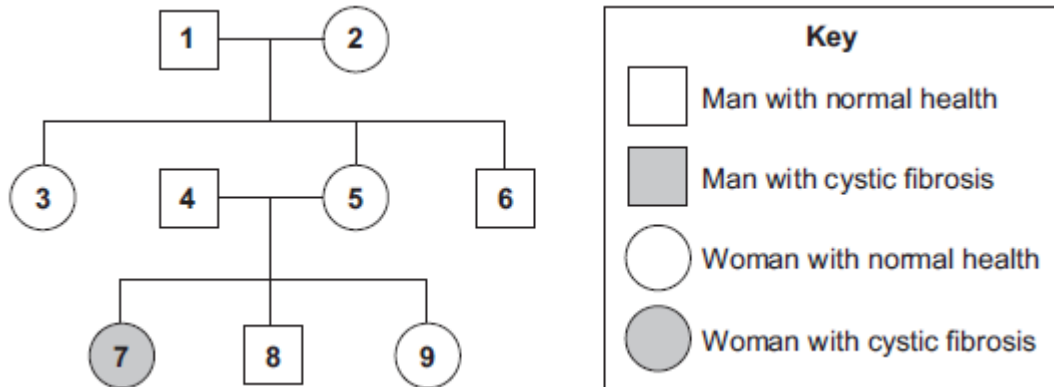 1
2
3
4
5
6
7
8
9
Key
Man with normal health
Man with cystic fibrosis
Woman with normal health
Woman with cystic fibrosis